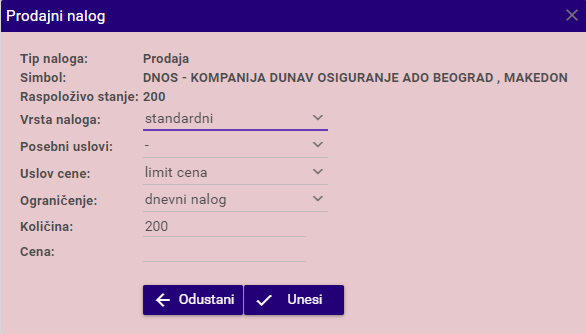 Prodajni nalog
Tip naloga: Prodaja
Simbol: DNOS - KOMPANIJA DUNAV OSIGURANJE ADO BEOGRAD , MAKEDON
Raspoloživo stanje: 200
Vrsta naloga: standardni
Posebni uslovi: -
Uslov cene: limit cena
Ograničenje: dnevni nalog
Količina: 200
Cena:
Odustani Unesi